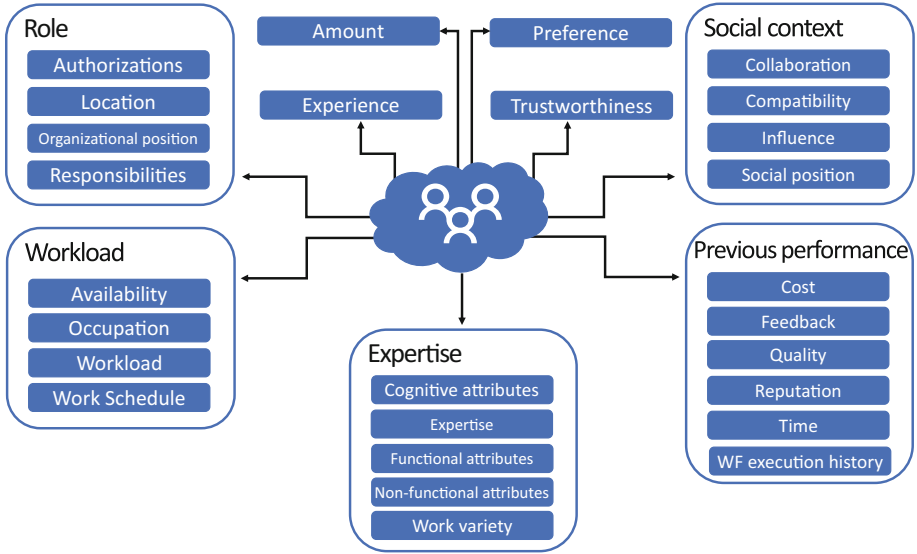 Role
Authorizations
Location
Organizational position
Responsibilities
Amount
Preference
Experience
Trustworthiness
Social context
Collaboration
Compatibility
Influence
Social position
Workload
Availability
Occupation
Workload
Work Schedule
Expertise
Cognitive attributes
Expertise
Functional attributes
Non-functional attributes
Work variety
Previous performance
Cost
Feedback
Quality
Reputation
Time
WF execution history